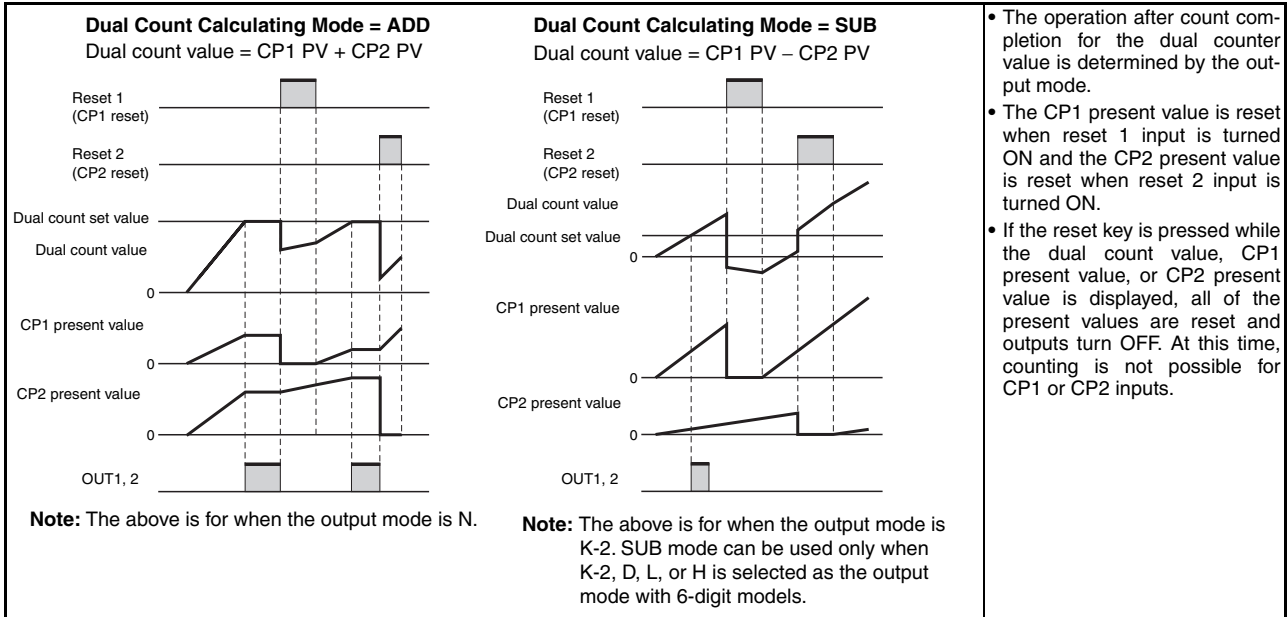 Dual Count Calculating Mode = ADD
Dual count value = CP1 PV + CP2 PV
Reset 1
(CP1 reset)
Reset 2
(CP2 reset)
Dual count set value
Dual count value
0
CP1 present value
0
CP2 present value
0
OUT1, 2
Note: The above is for when the output mode is N.
Dual Count Calculating Mode = SUB
Dual count value = CP1 PV − CP2 PV
Reset 1
(CP1 reset)
Reset 2
(CP2 reset)
Dual count value
Dual count set value
0
CP1 present value
0
CP2 present value
0
OUT1, 2
Note: The above is for when the output mode is
K-2. SUB mode can be used only when
K-2, D, L, or H is selected as the output
mode with 6-digit models.
• The operation after count com-
pletion for the dual counter
value is determined by the out-
put mode.
• The CP1 present value is reset
when reset 1 input is turned
ON and the CP2 present value
is reset when reset 2 input is
turned ON.
• If the reset key is pressed while
the dual count value, CP1
present value, or CP2 present
value is displayed, all of the
present values are reset and
outputs turn OFF. At this time,
counting is not possible for
CP1 or CP2 inputs.